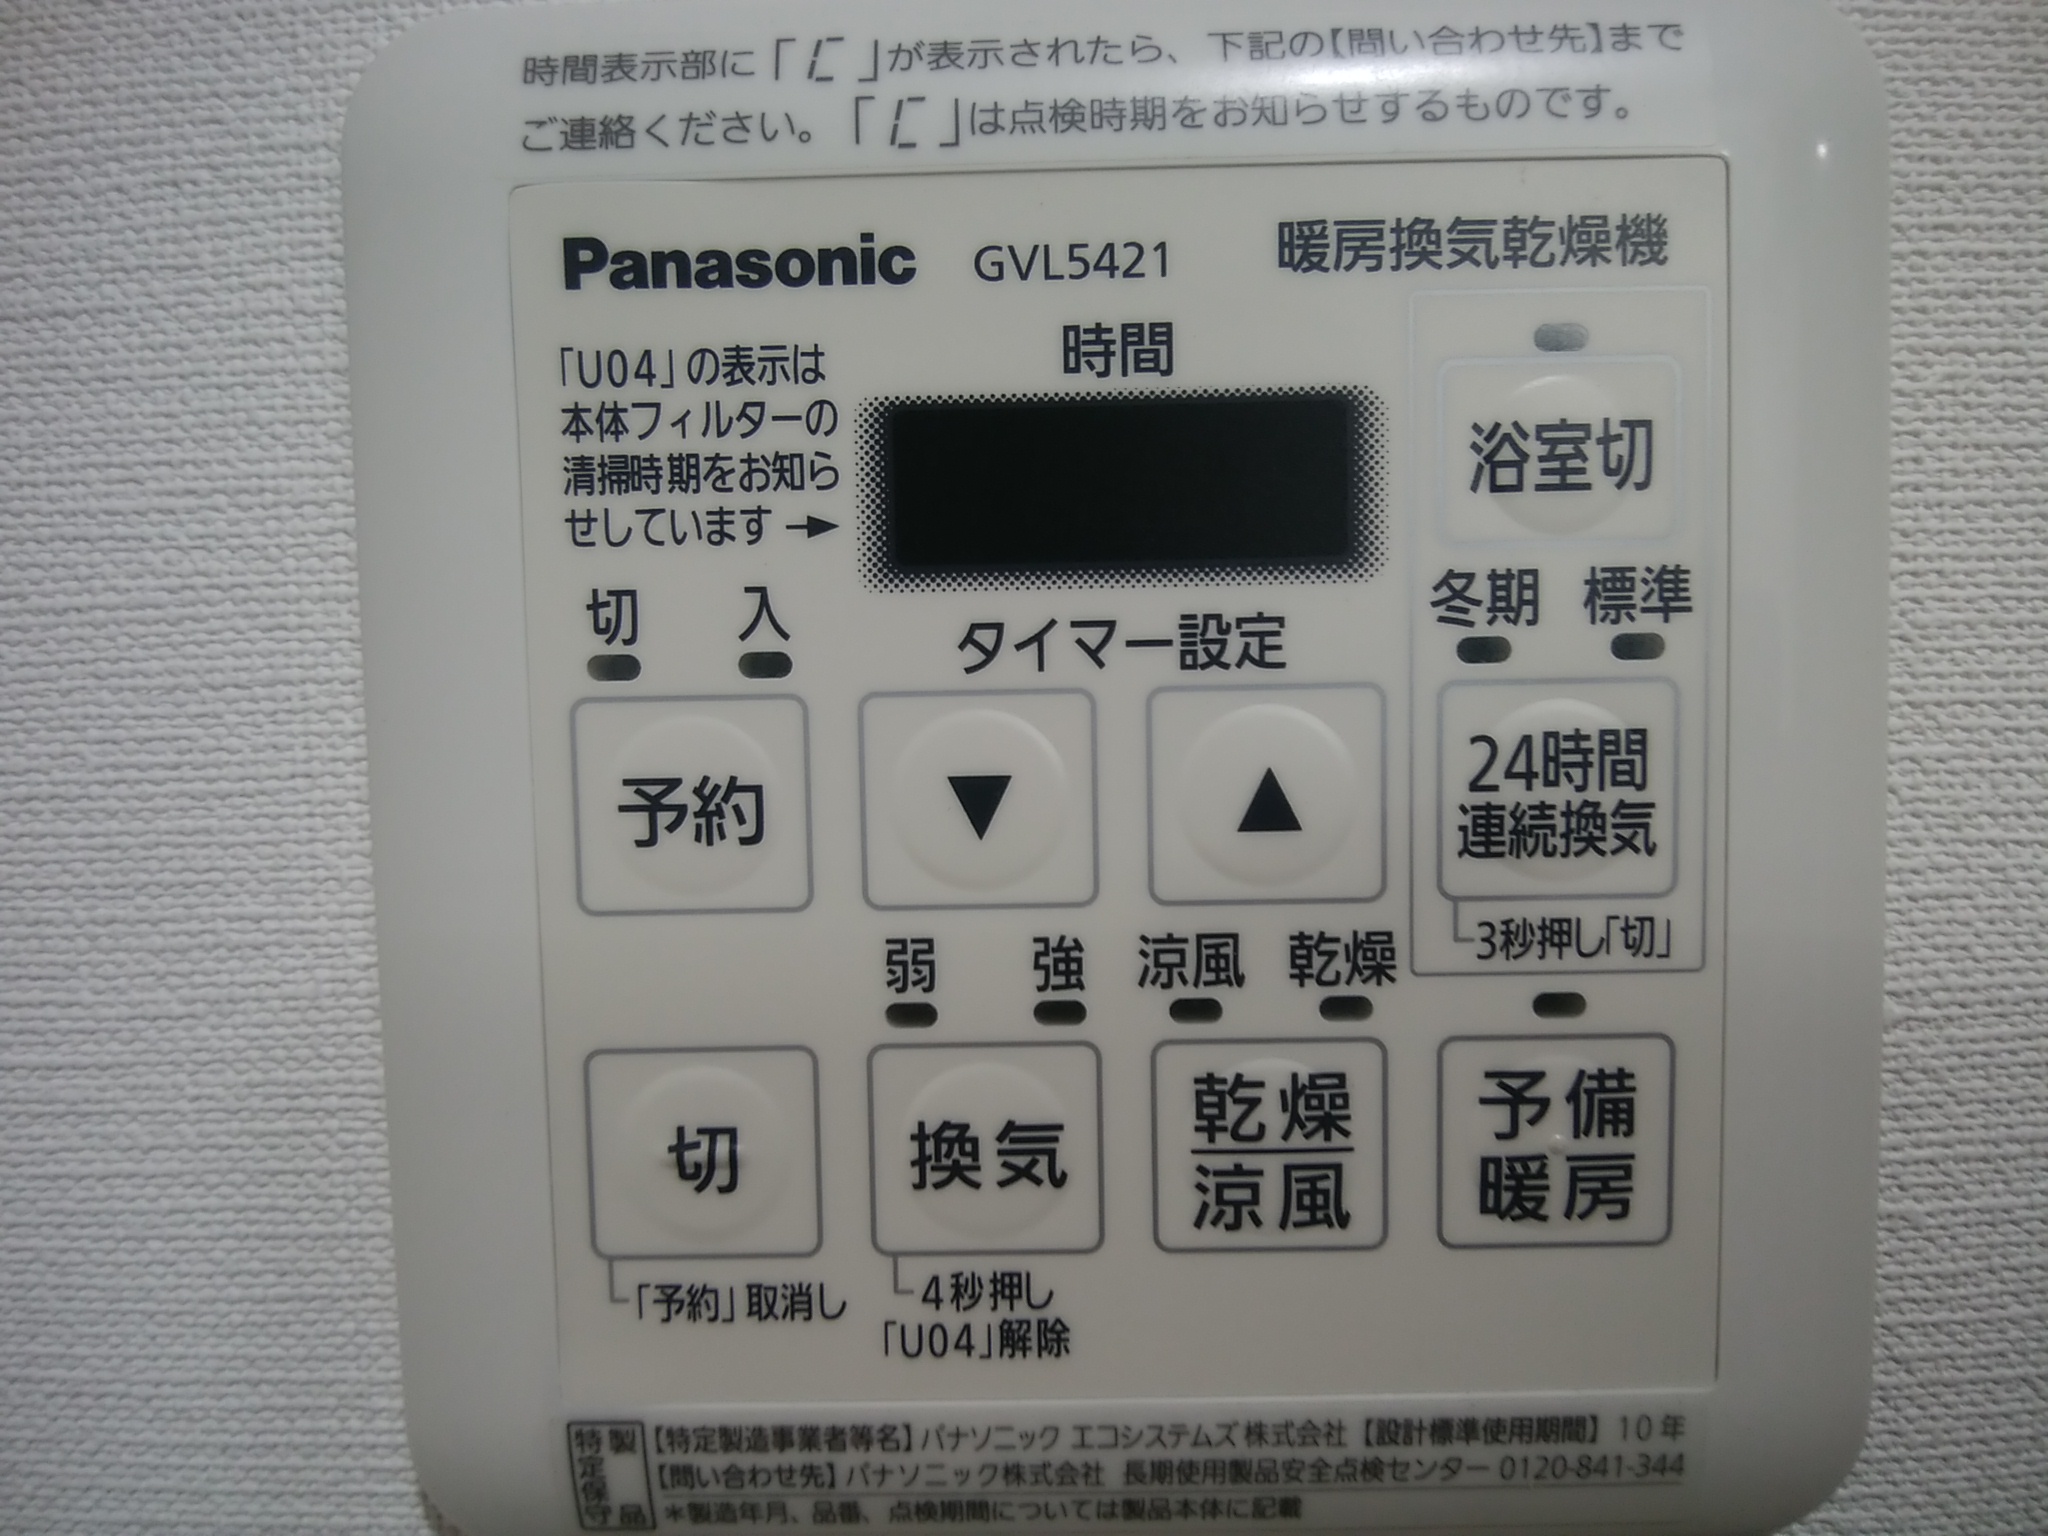 時間表示部に「 」が表示されたら、下記の【問い合わせ先】まで
ご連絡ください。「 」は点検時期をお知らせするものです。
Panasonic GVL5421 暖房換気乾燥機
「U04」の表示は
本体フィルターの
清掃時期をお知ら
せしています→
時間
浴室切
切 入
タイマー設定
冬期 標準
予約 ▼ ▲
24時間
連続換気
3秒押し「切」
弱 強 涼風 乾燥
切
換気
乾燥
涼風
予備
暖房
「予約」取消し
4秒押し
「U04」解除
特定保守製品
【特定製造事業者等名】パナソニック エコシステムズ株式会社 【設計標準使用期間】 10年
【問い合わせ先】パナソニック株式会社 長期使用製品安全点検センター 0120-841-344
*製造年月、品番、点検期間については製品本体に記載